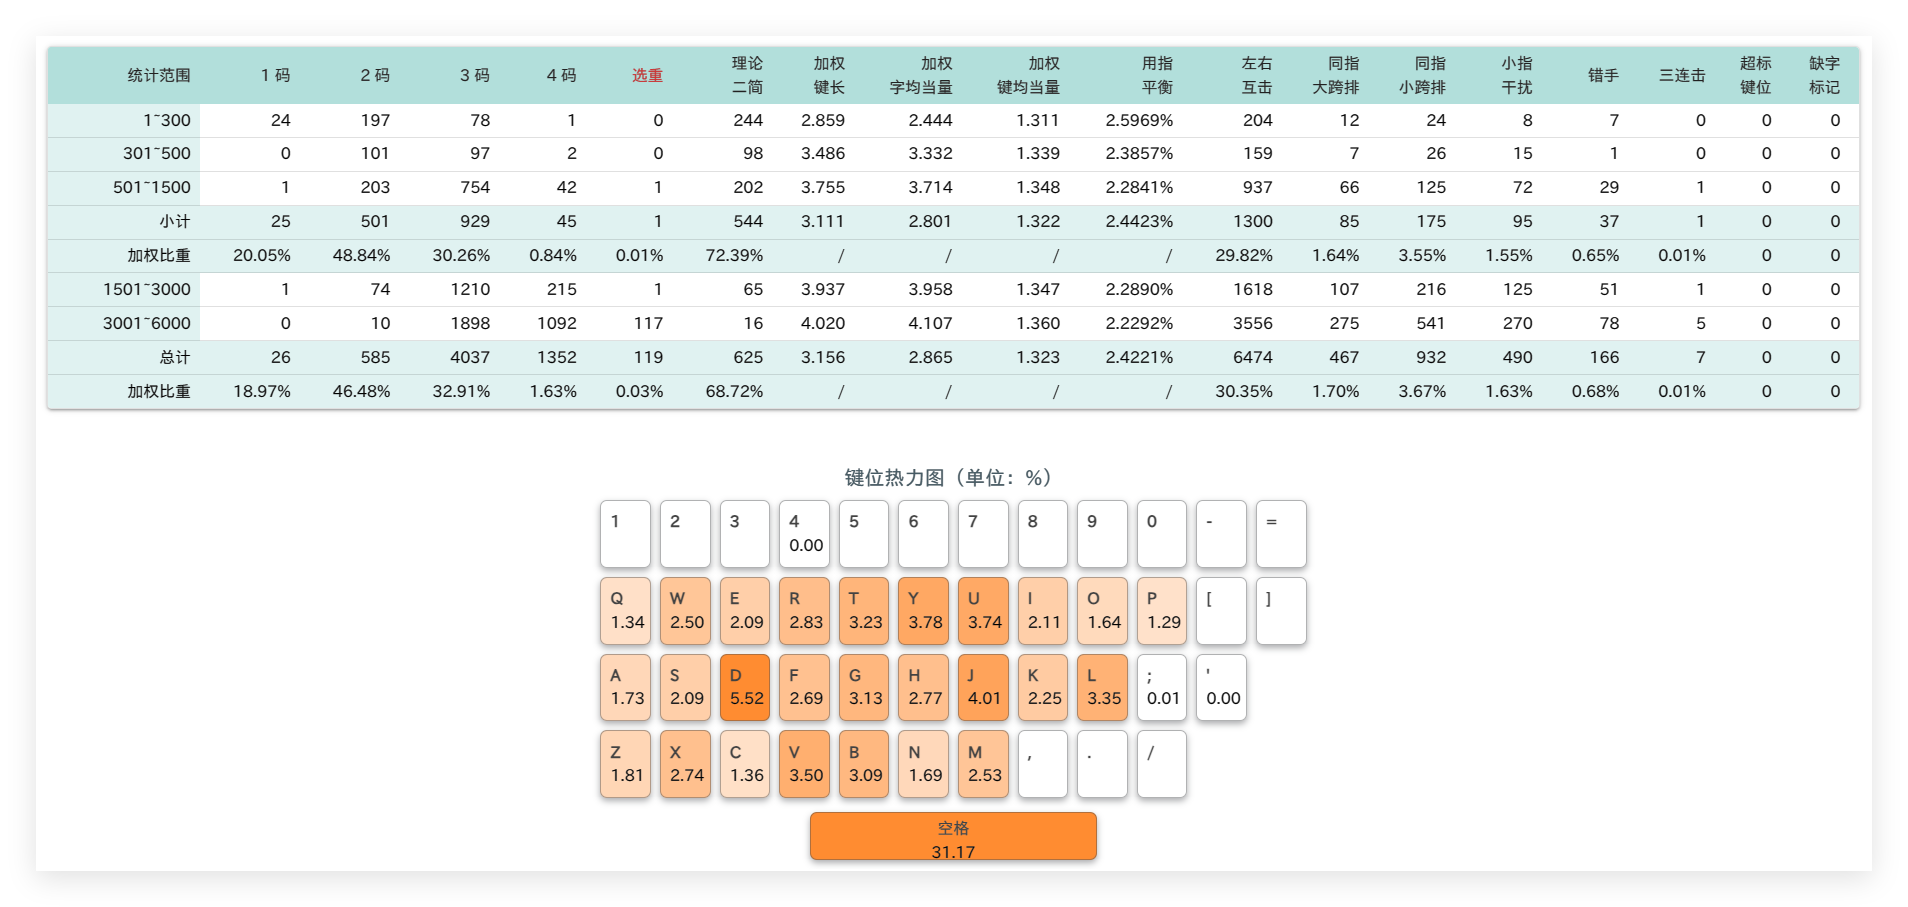 统计范围 1 码 2 码 3 码 4 码 选重 理论二简 加权键长 加权字均当量 加权键均当量 用指平衡 左右互击 同指大跨排 同指小跨排 小指干扰 错手 三连击 超标键位 缺字标记
1~300 24 197 78 1 0 244 2.859 2.444 1.311 2.5969% 204 12 24 8 7 0 0 0
301~500 0 101 97 2 0 98 3.486 3.332 1.339 2.3857% 159 7 26 15 1 0 0 0
501~1500 1 203 754 42 1 202 3.755 3.714 1.348 2.2841% 937 66 125 72 29 1 0 0
小计 25 501 929 45 1 544 3.111 2.801 1.322 2.4423% 1300 85 175 95 37 1 0 0
加权比重 20.05% 48.84% 30.26% 0.84% 0.01% 72.39% / / / / 29.82% 1.64% 3.55% 1.55% 0.65% 0.01% 0 0
1501~3000 1 74 1210 215 1 65 3.937 3.958 1.347 2.2890% 1618 107 216 125 51 1 0 0
3001~6000 0 10 1898 1092 117 16 4.020 4.107 1.360 2.2292% 3556 275 541 270 78 5 0 0
总计 26 585 4037 1352 119 625 3.156 2.865 1.323 2.4221% 6474 467 932 490 166 7 0 0
加权比重 18.97% 46.48% 32.91% 1.63% 0.03% 68.72% / / / / 30.35% 1.70% 3.67% 1.63% 0.68% 0.01% 0 0
键位热力图（单位：%）
1 2 3 4 5 6 7 8 9 0 - =
0.00
Q W E R T Y U I O P [ ]
1.34 2.50 2.09 2.83 3.23 3.78 3.74 2.11 1.64 1.29
A S D F G H J K L ; '
1.73 2.09 5.52 2.69 3.13 2.77 4.01 2.25 3.35 0.01 0.00
Z X C V B N M , . /
1.81 2.74 1.36 3.50 3.09 1.69 2.53
空格
31.17